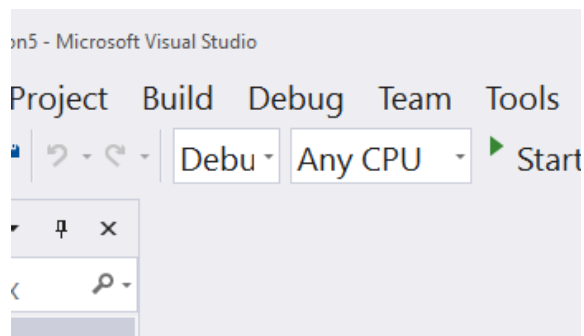 on5 - Microsoft Visual Studio
Project Build Debug Team Tools
Debu Any CPU Start